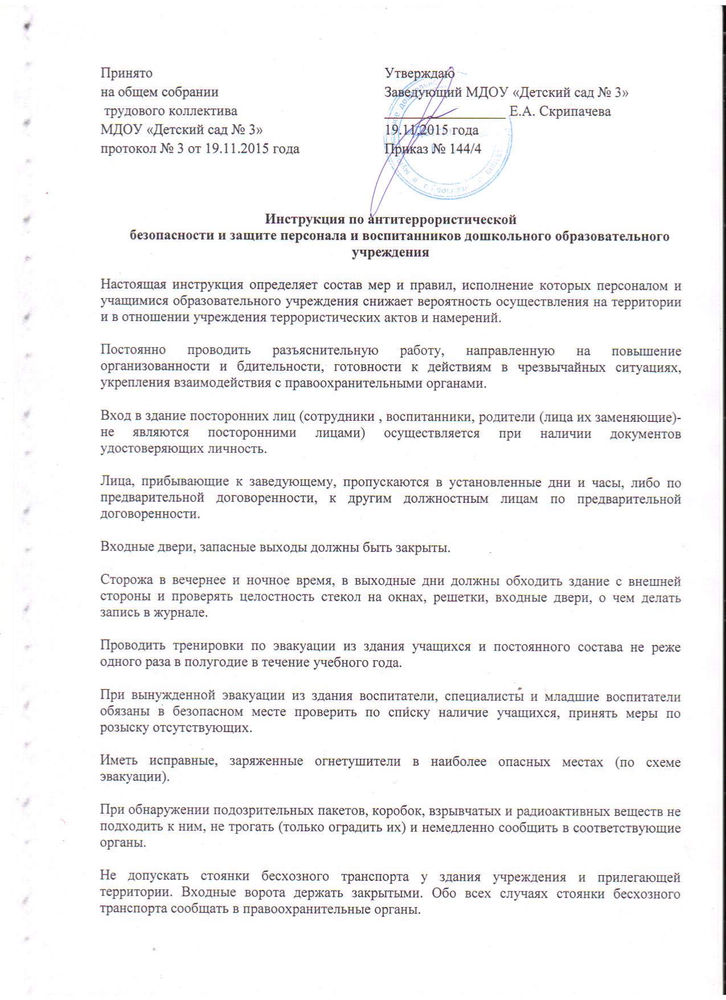 Принято
на общем собрании
трудового коллектива
МДОУ «Детский сад № 3»
протокол № 3 от 19.11.2015 года
Утверждаю
Заведующий МДОУ «Детский сад № 3»
_________________ Е.А. Скрипачева
19.11.2015 года
Приказ № 144/4
Инструкция по антитеррористической
безопасности и защите персонала и воспитанников дошкольного образовательного
учреждения
Настоящая инструкция определяет состав мер и правил, исполнение которых персоналом и
учащимися образовательного учреждения снижает вероятность осуществления на территории
и в отношении учреждения террористических актов и намерений.
Постоянно проводить разъяснительную работу, направленную на повышение
организованности и бдительности, готовности к действиям в чрезвычайных ситуациях,
укрепления взаимодействия с правоохранительными органами.
Вход в здание посторонних лиц (сотрудники , воспитанники, родители (лица их заменяющие)-
не являются посторонними лицами) осуществляется при наличии документов
удостоверяющих личность.
Лица, прибывающие к заведующему, пропускаются в установленные дни и часы, либо по
предварительной договоренности, к другим должностным лицам по предварительной
договоренности.
Входные двери, запасные выходы должны быть закрыты.
Сторожа в вечернее и ночное время, в выходные дни должны обходить здание с внешней
стороны и проверять целостность стекол на окнах, решетки, входные двери, о чем делать
запись в журнале.
Проводить тренировки по эвакуации из здания учащихся и постоянного состава не реже
одного раза в полугодие в течение учебного года.
При вынужденной эвакуации из здания воспитатели, специалисты и младшие воспитатели
обязаны в безопасном месте проверить по списку наличие учащихся, принять меры по
розыску отсутствующих.
Иметь исправные, заряженные огнетушители в наиболее опасных местах (по схеме
эвакуации).
При обнаружении подозрительных пакетов, коробок, взрывчатых и радиоактивных веществ не
подходить к ним, не трогать (только оградить их) и немедленно сообщить в соответствующие
органы.
Не допускать стоянки бесхозного транспорта у здания учреждения и прилегающей
территории. Входные ворота держать закрытыми. Обо всех случаях стоянки бесхозного
транспорта сообщать в правоохранительные органы.